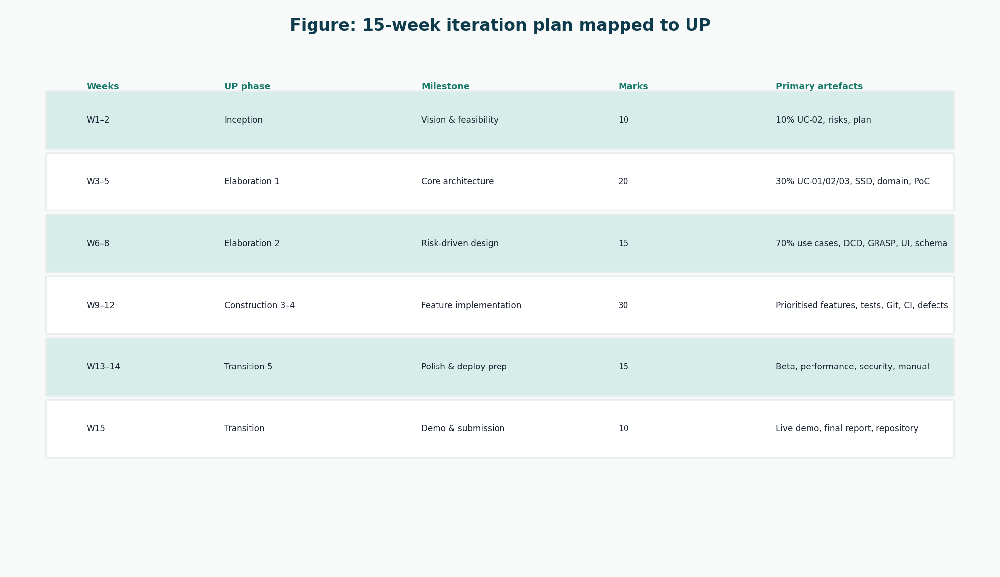 Figure: 15-week iteration plan mapped to UP
Weeks UP phase Milestone Marks Primary artefacts
W1–2 Inception Vision & feasibility 10 10% UC-02, risks, plan
W3–5 Elaboration 1 Core architecture 20 30% UC-01/02/03, SSD, domain, PoC
W6–8 Elaboration 2 Risk-driven design 15 70% use cases, DCD, GRASP, UI, schema
W9–12 Construction 3–4 Feature implementation 30 Prioritised features, tests, Git, CI, defects
W13–14 Transition 5 Polish & deploy prep 15 Beta, performance, security, manual
W15 Transition Demo & submission 10 Live demo, final report, repository